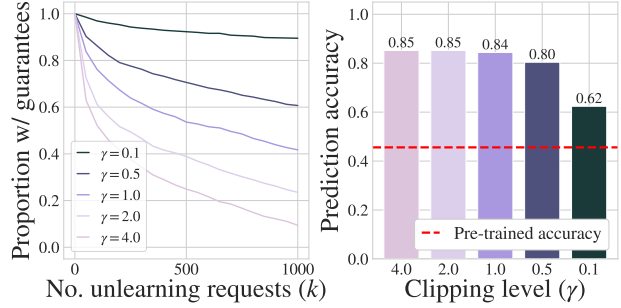 Proportion w/ guarantees
1.0
0.8
0.6
0.4
0.2
0.0
γ = 0.1
γ = 0.5
γ = 1.0
γ = 2.0
γ = 4.0
0
500
1000
No. unlearning requests (k)
Prediction accuracy
1.0
0.8
0.6
0.4
0.2
0.0
0.85
0.85
0.84
0.80
0.62
Pre-trained accuracy
4.0
2.0
1.0
0.5
0.1
Clipping level (γ)